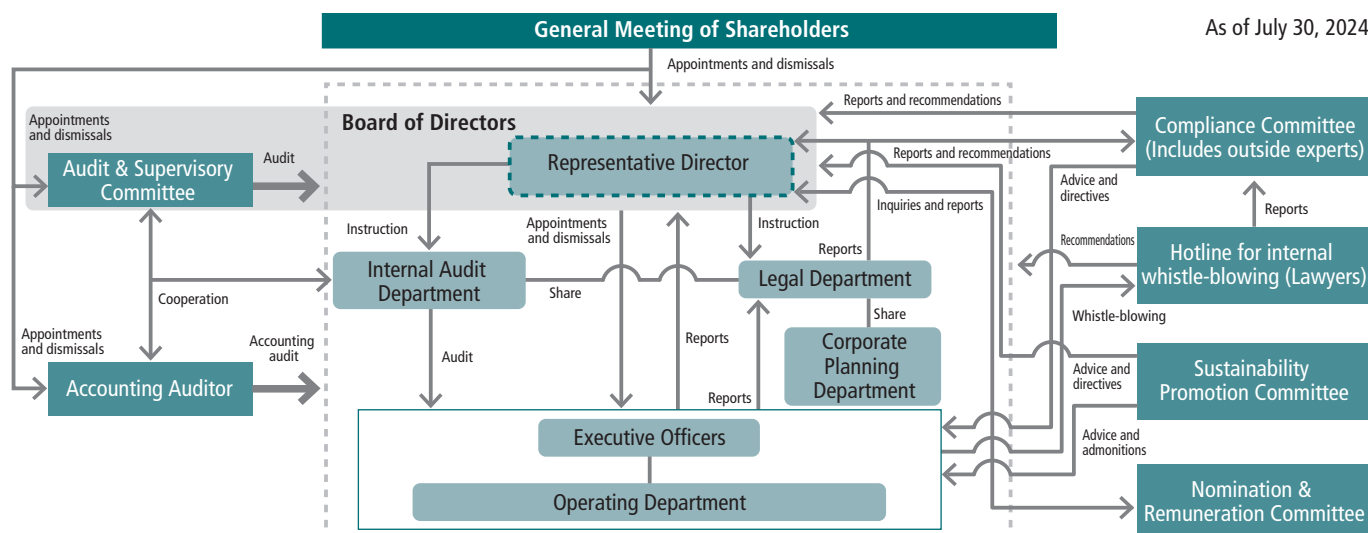 General Meeting of Shareholders
As of July 30, 2024
Appointments and dismissals
Reports and recommendations
Appointments
and dismissals
Board of Directors
Compliance Committee
(Includes outside experts)
Audit & Supervisory
Committee
Audit
Representative Director
Reports and recommendations
Advice and
directives
Inquiries and reports
Reports
Instruction
Appointments
and dismissals
Instruction
Recommendations
Hotline for internal
whistle-blowing (Lawyers)
Internal Audit
Department
Share
Reports
Legal Department
Cooperation
Share
Whistle-blowing
Appointments
and dismissals
Accounting
audit
Audit
Reports
Corporate
Planning
Department
Accounting Auditor
Reports
Advice and
directives
Sustainability
Promotion Committee
Executive Officers
Advice and
admonitions
Operating Department
Nomination &
Remuneration Committee